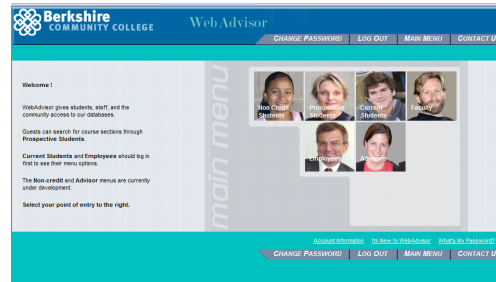 Berkshire
COMMUNITY COLLEGE
WebAdvisor
CHANGE PASSWORD LOG OUT MAIN MENU CONTACT U
Welcome !
WebAdvisor gives students, staff, and the
community access to our databases.
Guests can search for course sections through
Prospective Students.
Current Students and Employees should log in
first to see their menu options.
The Non-credit and Advisor menus are currently
under development.
Select your point of entry to the right.
main menu
Non Credit
Students
Prospective
Students
Current
Students
Faculty
Employees
Advisors
Account Information I'm New to WebAdvisor What's My Password?
CHANGE PASSWORD LOG OUT MAIN MENU CONTACT U